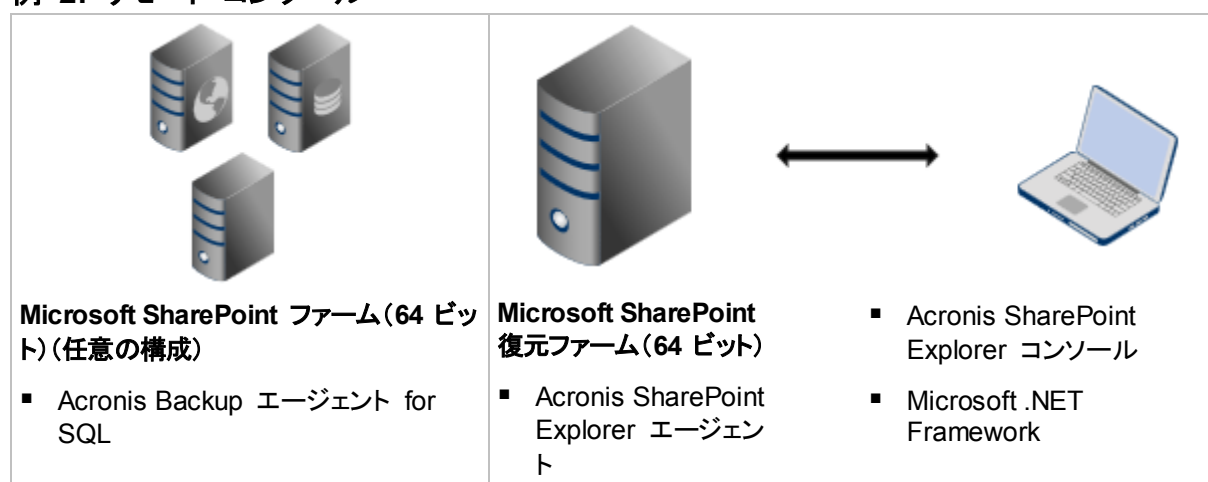 Microsoft SharePoint ファーム(64 ビッ
ト)(任意の構成)
■ Acronis Backup エージェント for
SQL
Microsoft SharePoint
復元ファーム(64 ビット)
■ Acronis SharePoint
Explorer エージェン
ト
■ Acronis SharePoint
Explorer コンソール
■ Microsoft .NET
Framework